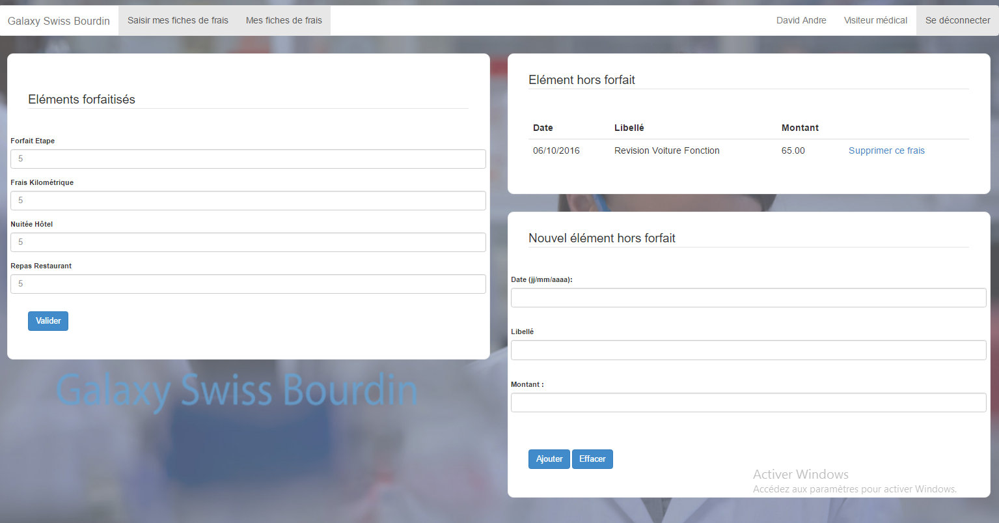 Galaxy Swiss Bourdin Saisir mes fiches de frais Mes fiches de frais David Andre Visiteur médical Se déconnecter
Eléments forfaitisés
Forfait Etape
5
Frais Kilométrique
5
Nuitée Hôtel
5
Repas Restaurant
5
Valider
Galaxy Swiss Bourdin
Elément hors forfait
Date Libellé Montant
06/10/2016 Revision Voiture Fonction 65.00 Supprimer ce frais
Nouvel élément hors forfait
Date (jj/mm/aaaa):
Libellé
Montant :
Ajouter Effacer
Activer Windows
Accédez aux paramètres pour activer Windows.